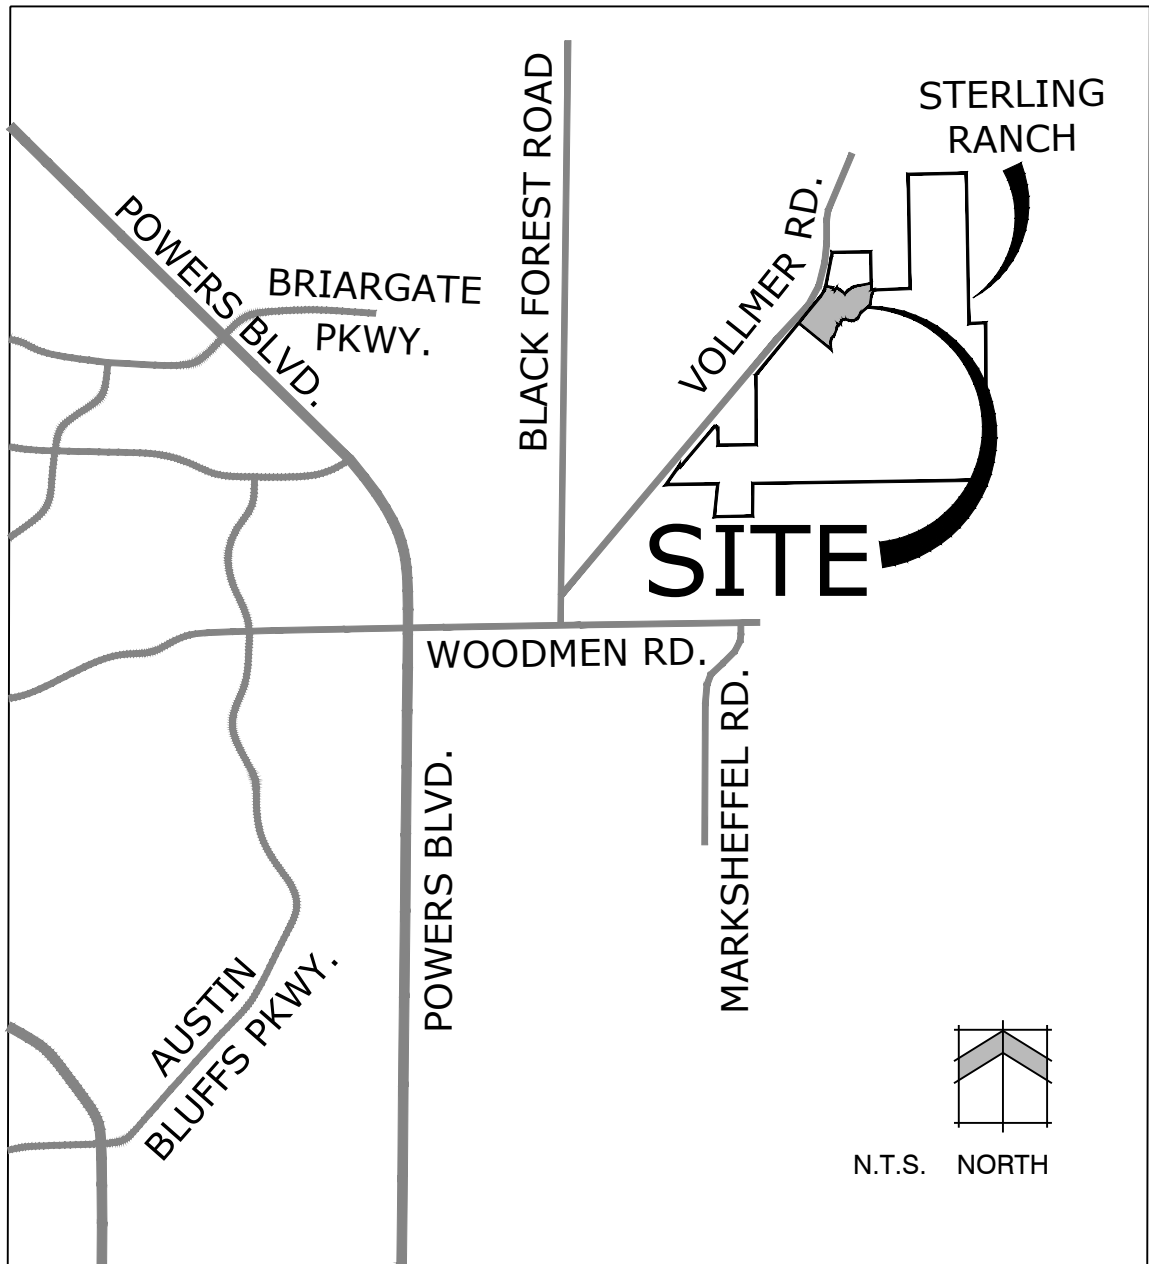 STERLING
RANCH
BLACK FOREST ROAD
VOLLMER RD.
POWERS BLVD.
BRIARGATE
PKWY.
SITE
WOODMEN RD.
MARKSHEFFEL RD.
POWERS BLVD.
AUSTIN
BLUFFS PKWY.
N.T.S. NORTH